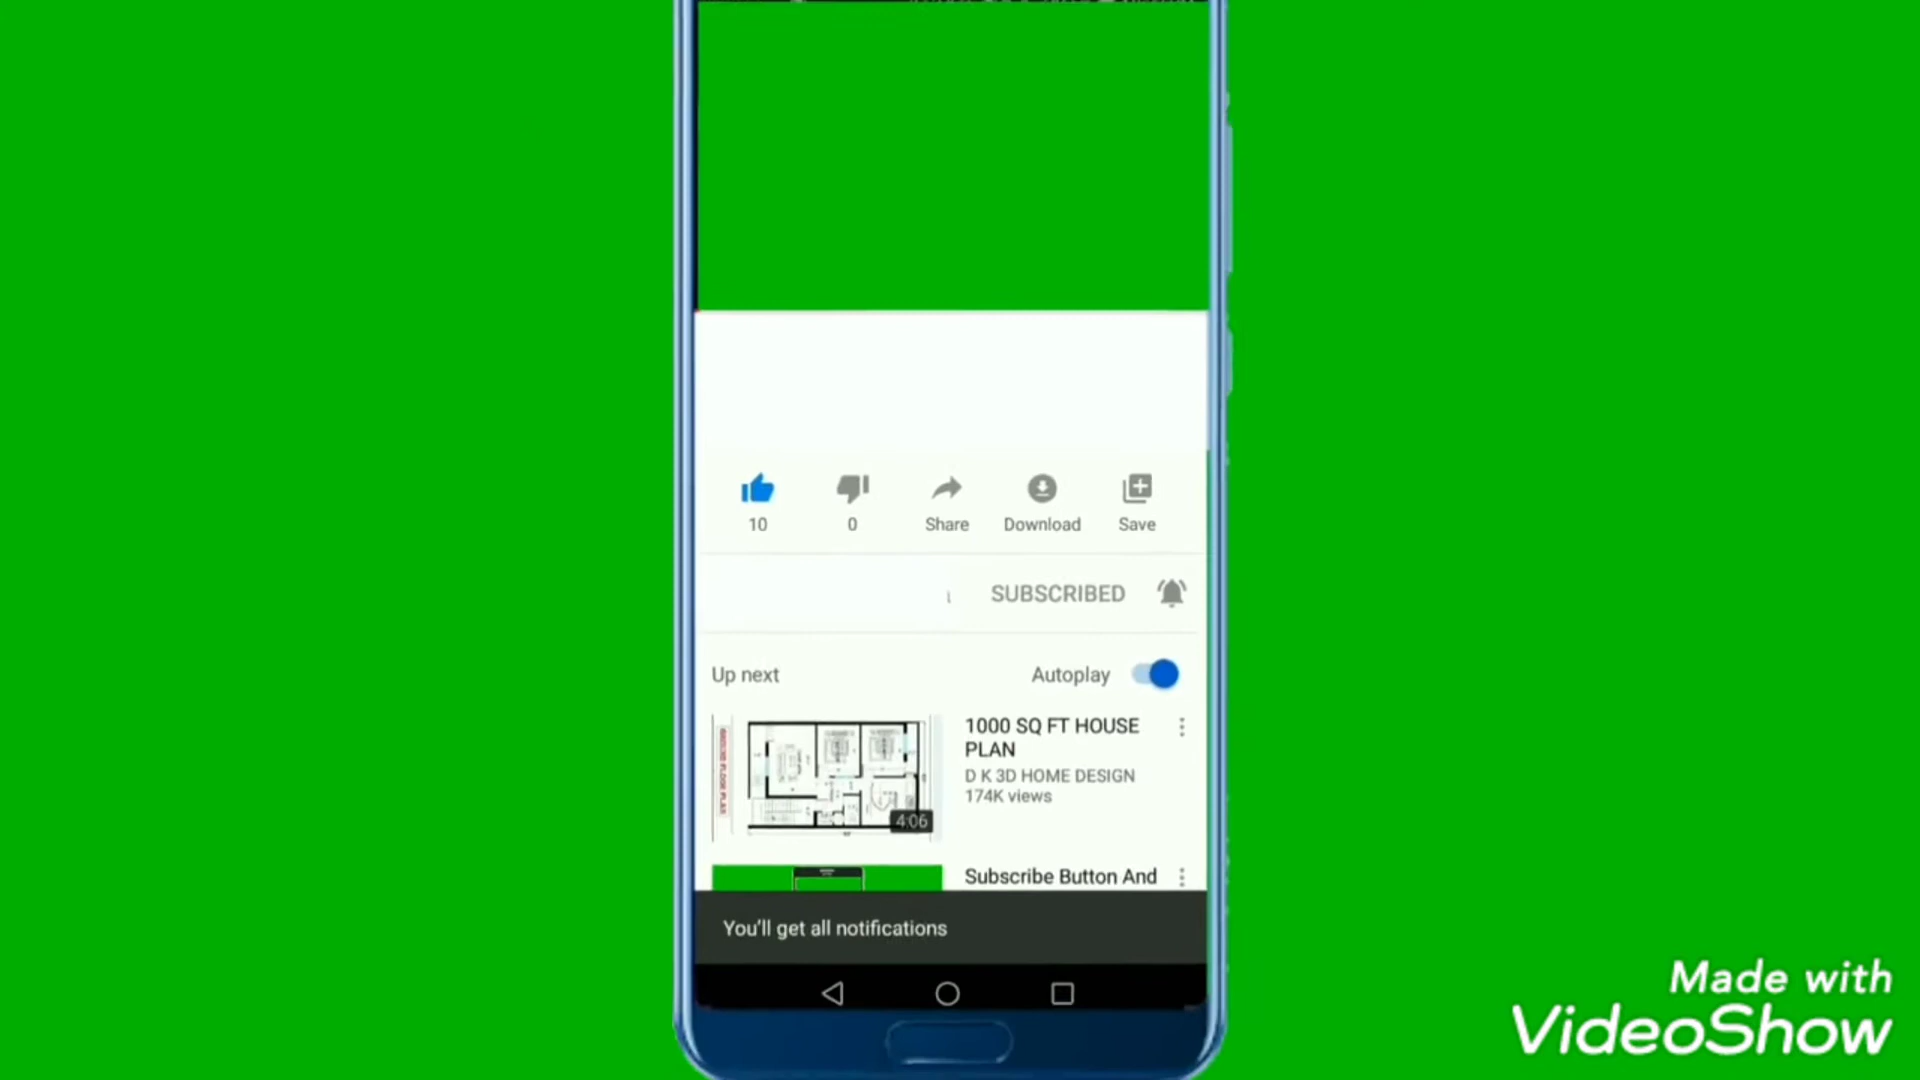 10
0
Share
Download
Save
SUBSCRIBED
Up next
Autoplay
1000 SQ FT HOUSE
PLAN
D K 3D HOME DESIGN
174K views
4:06
Subscribe Button And
You'll get all notifications
Made with
VideoShow